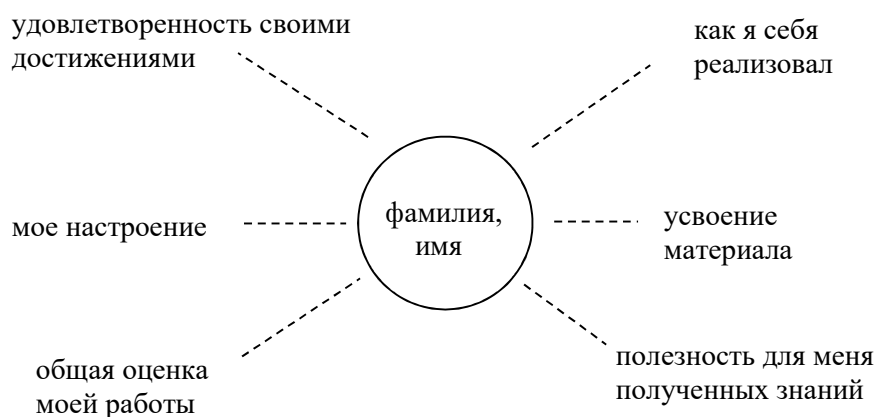 удовлетворенность своими
достижениями
как я себя
реализовал
мое настроение
фамилия,
имя
усвоение
материала
общая оценка
моей работы
полезность для меня
полученных знаний